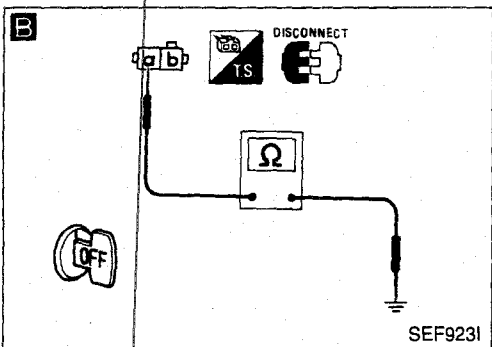 B
DISCONNECT
a b
T.S
Ω
OFF
SEF923I